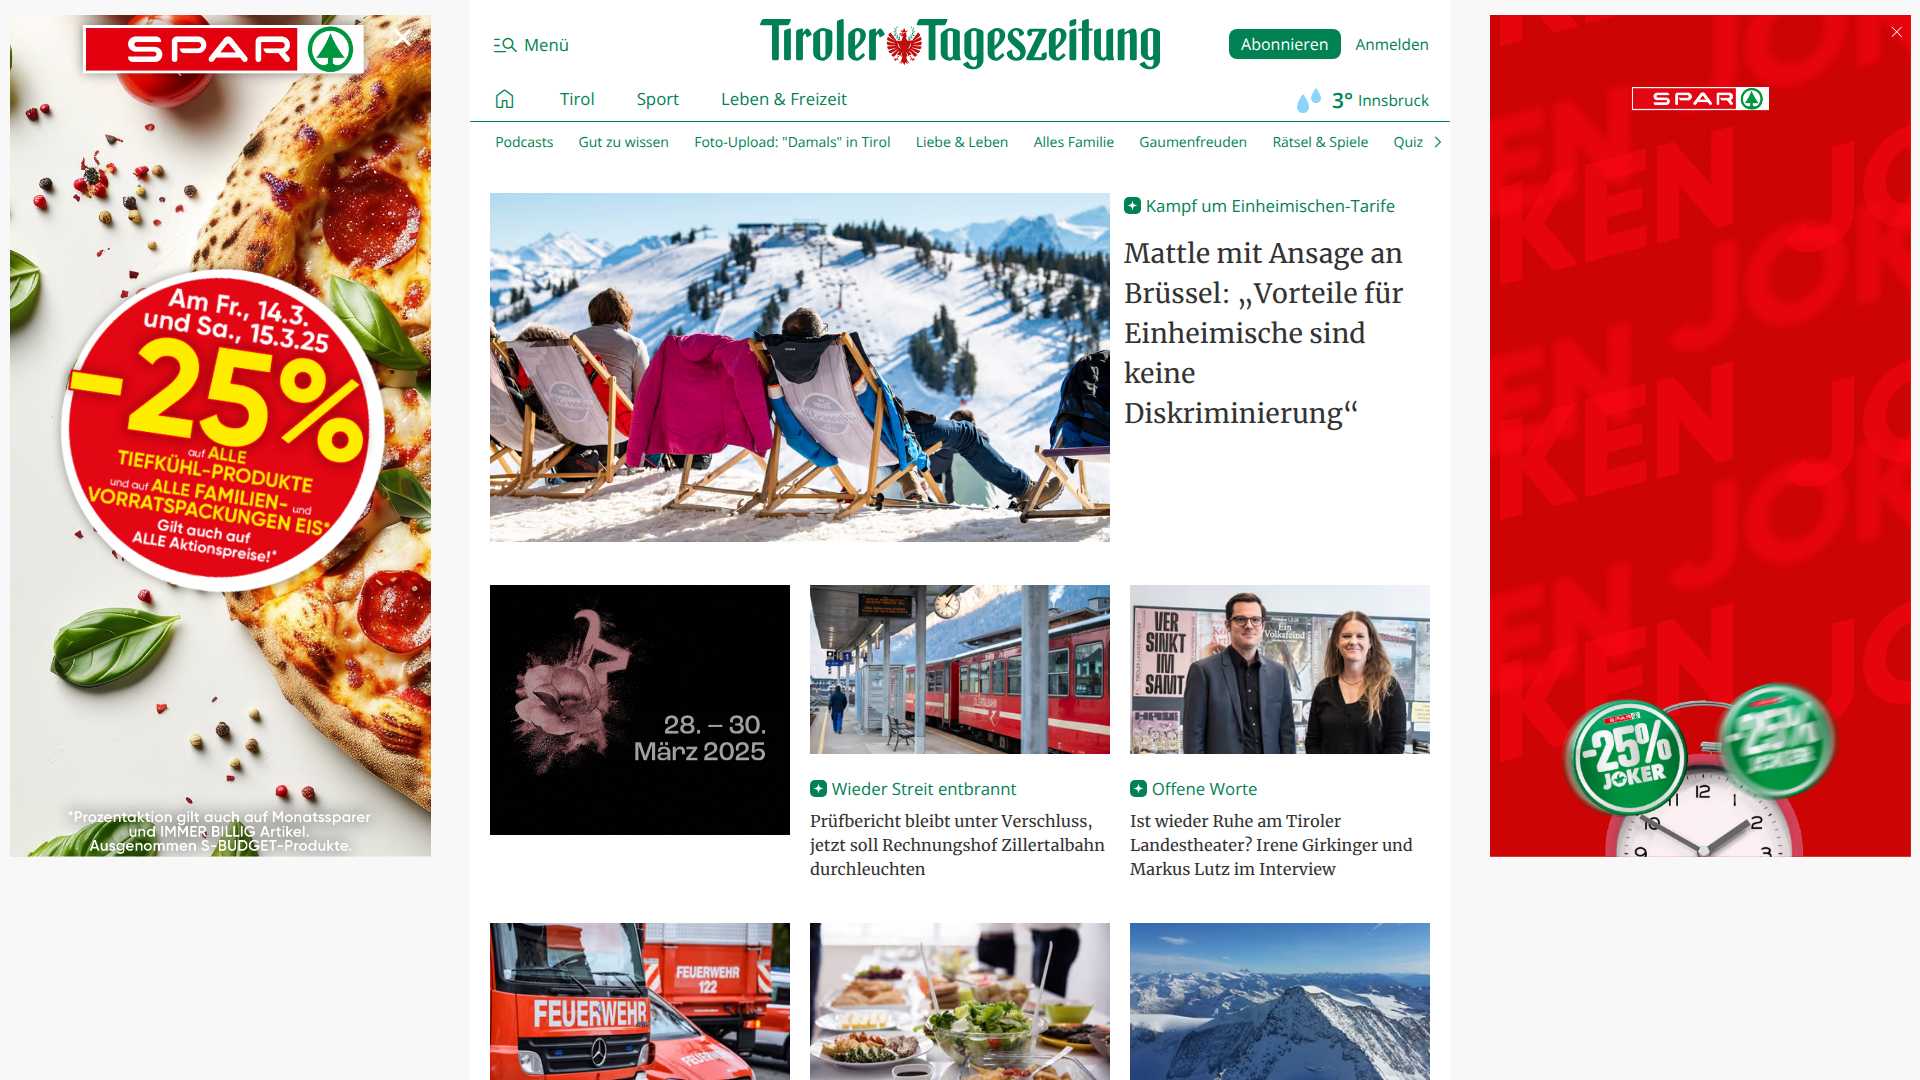 SPAR
Am Fr., 14.3.
und Sa., 15.3.25
-25%
auf ALLE
TIEFKÜHL-PRODUKTE
und auf ALLE FAMILIEN- und
VORRATSPACKUNGEN EIS*
Gilt auch auf
ALLE Aktionspreise!*
*Prozentaktion gilt auch auf Monatssparer
und IMMER BILLIG Artikel.
Ausgenommen S-BUDGET-Produkte.
Menü
Tiroler Tageszeitung
Abonnieren
Anmelden
Tirol
Sport
Leben & Freizeit
3° Innsbruck
Podcasts
Gut zu wissen
Foto-Upload: "Damals" in Tirol
Liebe & Leben
Alles Familie
Gaumenfreuden
Rätsel & Spiele
Quiz
Kampf um Einheimischen-Tarife
Mattle mit Ansage an
Brüssel: „Vorteile für
Einheimische sind
keine
Diskriminierung“
28. – 30.
März 2025
Wieder Streit entbrannt
Prüfbericht bleibt unter Verschluss,
jetzt soll Rechnungshof Zillertalbahn
durchleuchten
VER
SINKT
IM
SAMT
Ein
Volksfeind
Offene Worte
Ist wieder Ruhe am Tiroler
Landestheater? Irene Girkinger und
Markus Lutz im Interview
FEUERWEHR
122
FEUERWEHR
FEUERWEHR
SPAR
-25%
JOKER
-25%
JOKER
11 12 1
10 2
9 3